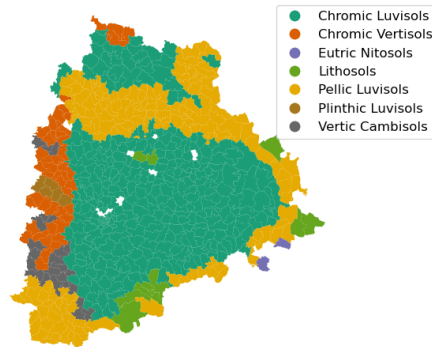 Chromic Luvisols
Chromic Vertisols
Eutric Nitosols
Lithosols
Pellic Luvisols
Plinthic Luvisols
Vertic Cambisols